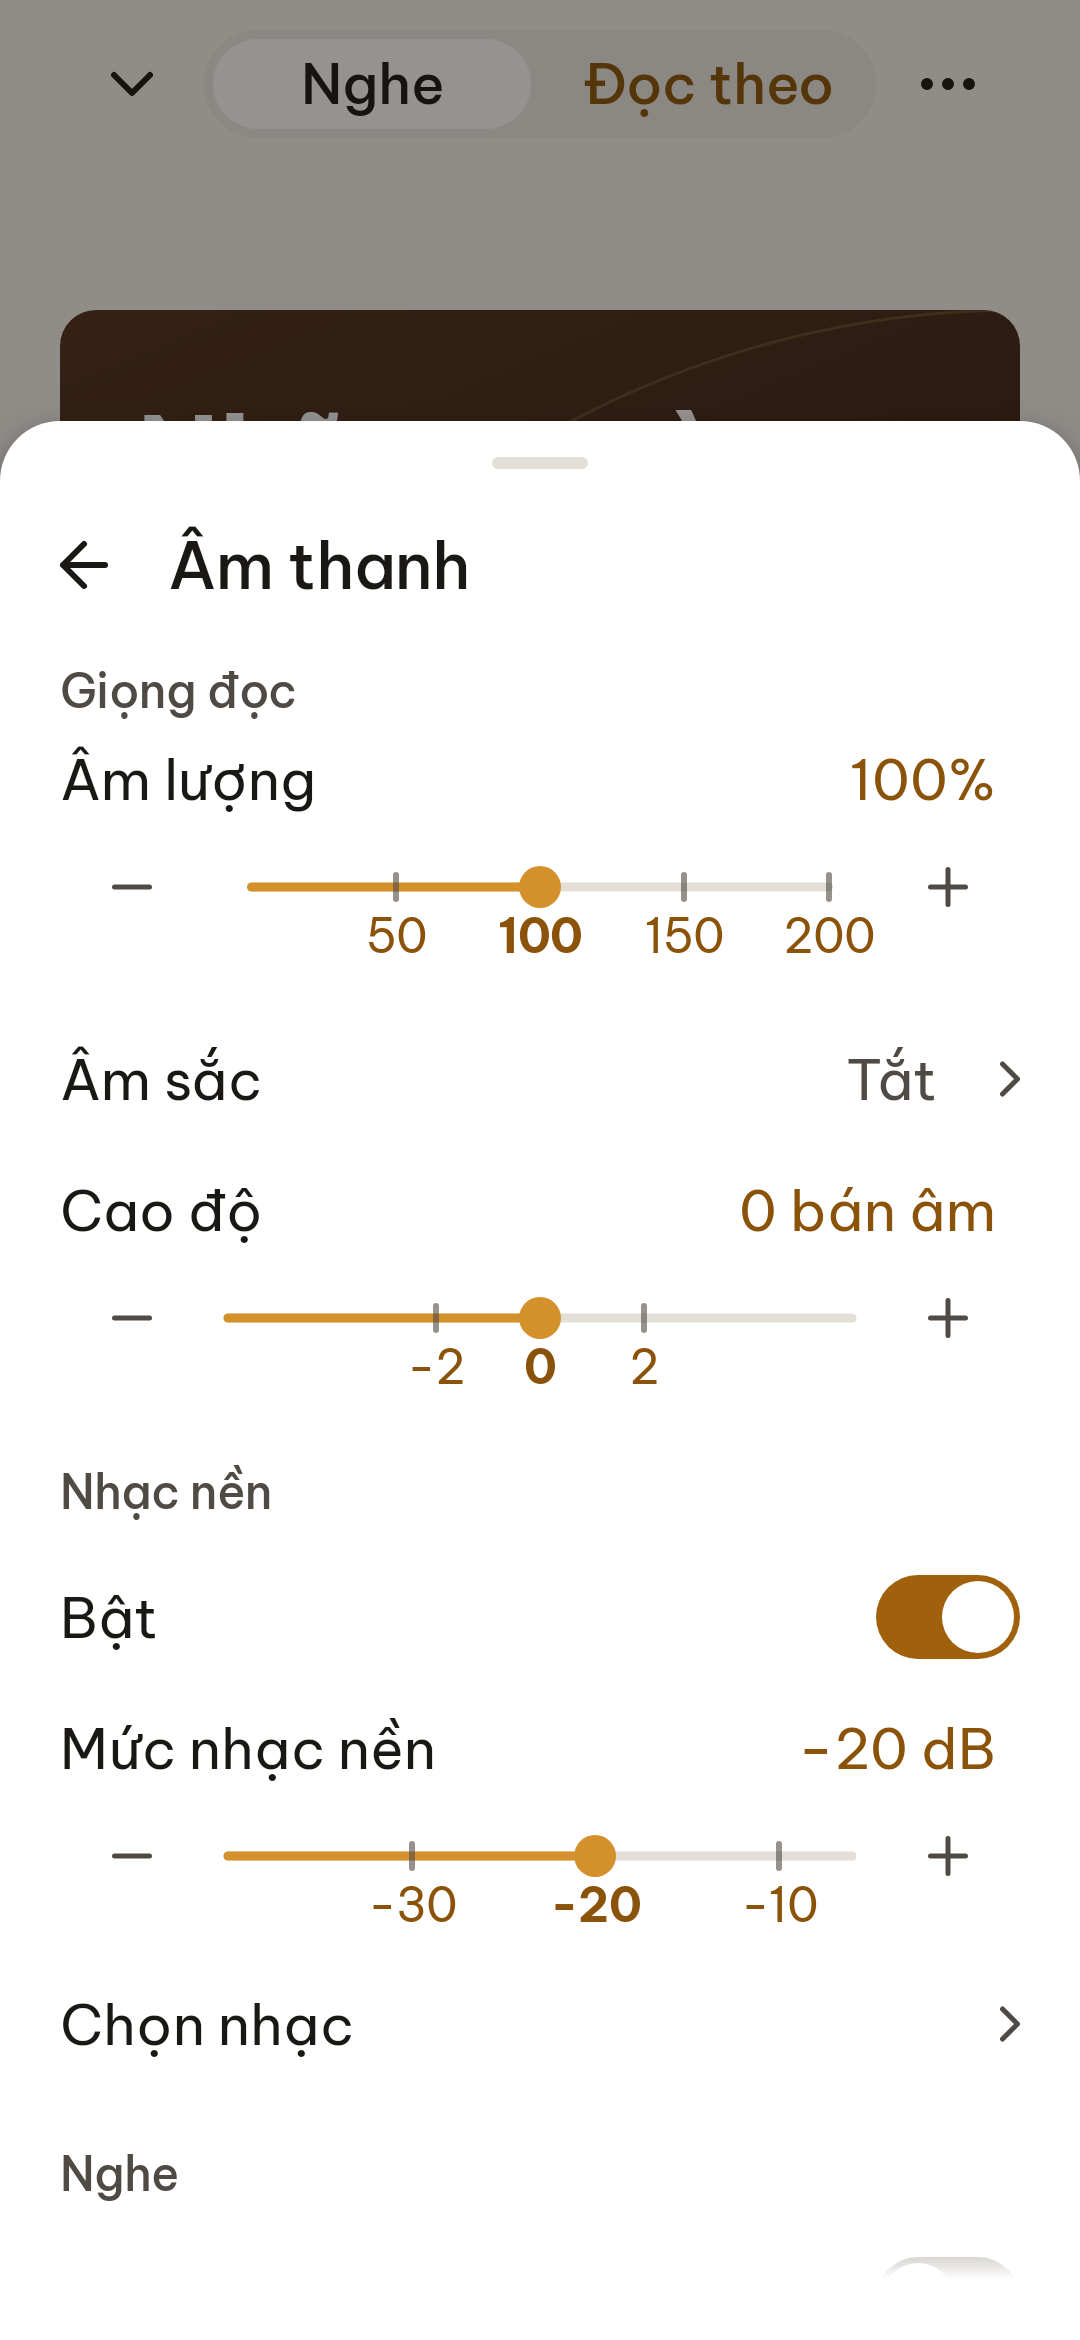 Nghe Đọc theo
Âm thanh
Giọng đọc
Âm lượng 100%
50 100 150 200
Âm sắc Tắt
Cao độ 0 bán âm
-2 0 2
Nhạc nền
Bật
Mức nhạc nền -20 dB
-30 -20 -10
Chọn nhạc
Nghe